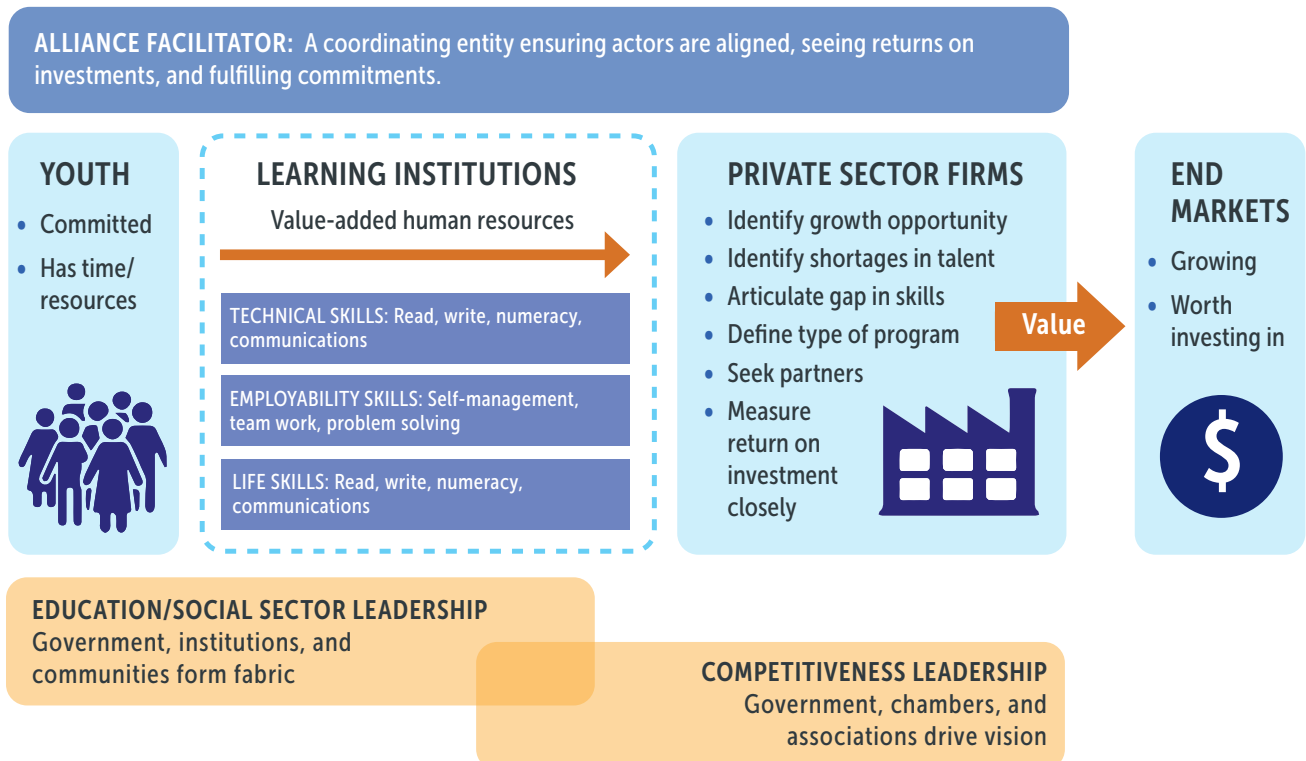 ALLIANCE FACILITATOR: A coordinating entity ensuring actors are aligned, seeing returns on
investments, and fulfilling commitments.
YOUTH
• Committed
• Has time/
resources
LEARNING INSTITUTIONS
Value-added human resources
TECHNICAL SKILLS: Read, write, numeracy,
communications
EMPLOYABILITY SKILLS: Self-management,
team work, problem solving
LIFE SKILLS: Read, write, numeracy,
communications
PRIVATE SECTOR FIRMS
• Identify growth opportunity
• Identify shortages in talent
• Articulate gap in skills
• Define type of program
• Seek partners
• Measure
return on
investment
closely
Value
END
MARKETS
• Growing
• Worth
investing in
$
EDUCATION/SOCIAL SECTOR LEADERSHIP
Government, institutions, and
communities form fabric
COMPETITIVENESS LEADERSHIP
Government, chambers, and
associations drive vision